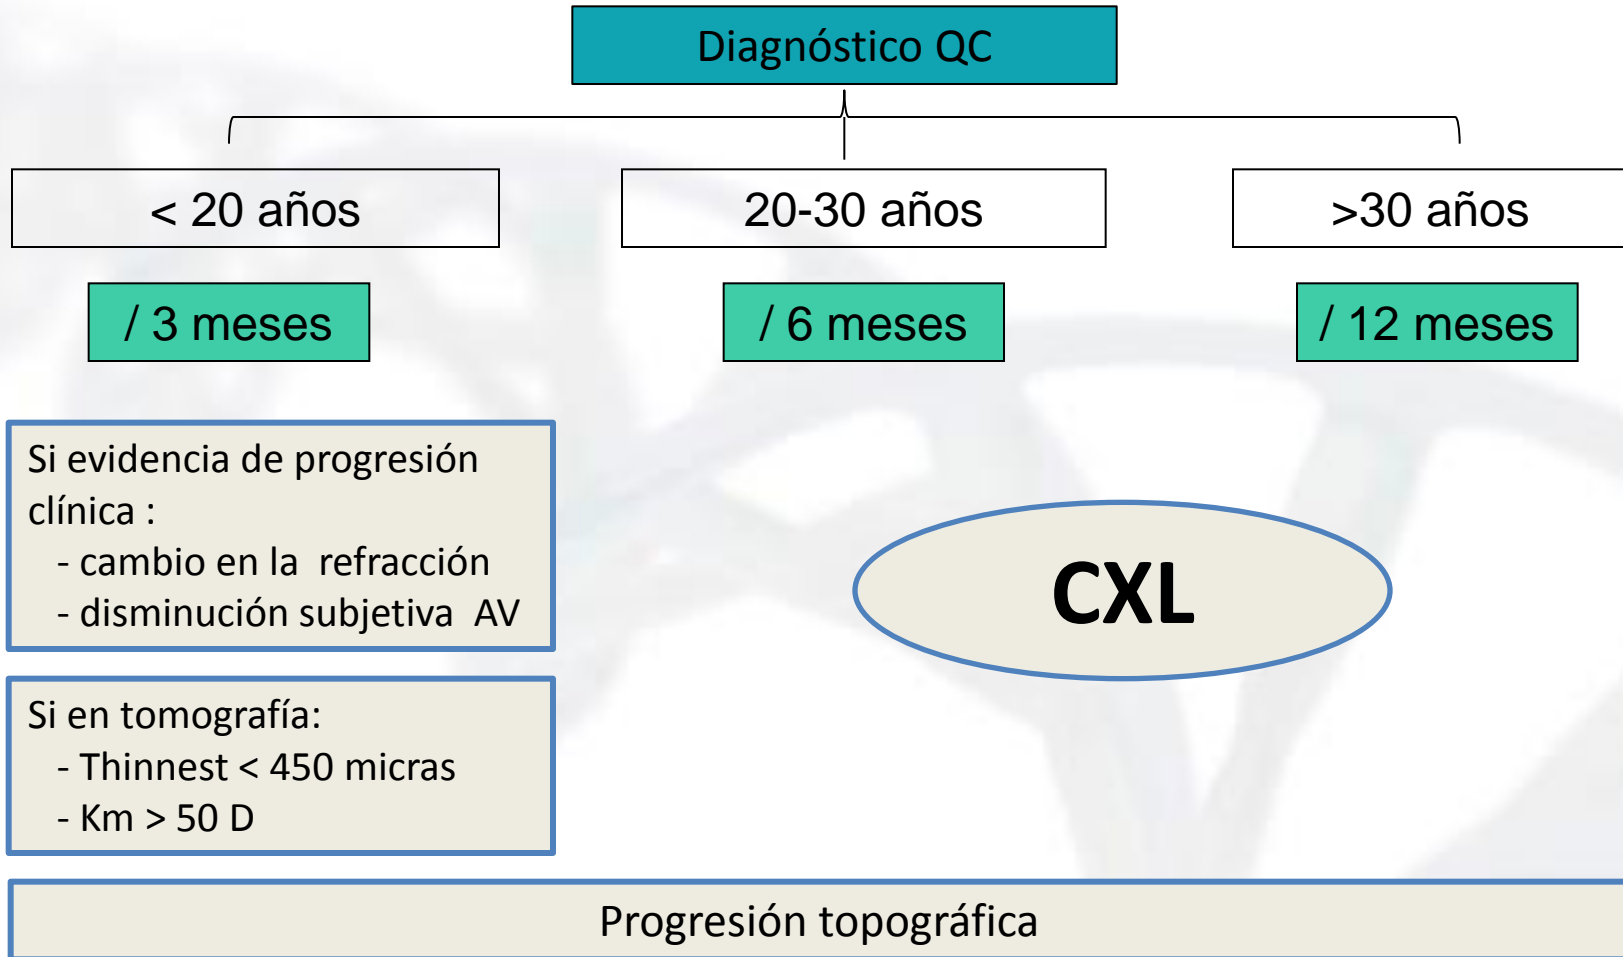 Diagnóstico QC
< 20 años
20-30 años
>30 años
/ 3 meses
/ 6 meses
/ 12 meses
Si evidencia de progresión
clínica :
- cambio en la refracción
- disminución subjetiva AV
CXL
Si en tomografía:
- Thinnest < 450 micras
- Km > 50 D
Progresión topográfica